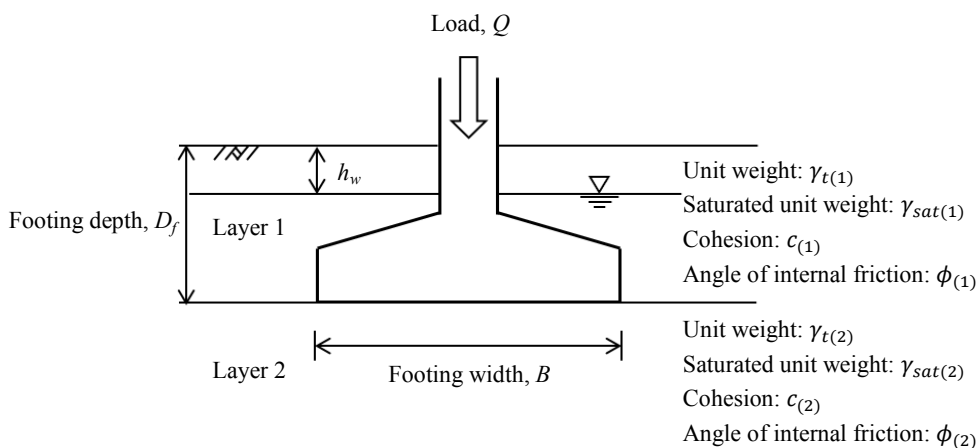 Load, Q
h_w
Footing depth, D_f
Layer 1
Unit weight: γ_t(1)
Saturated unit weight: γ_sat(1)
Cohesion: c_(1)
Angle of internal friction: ϕ_(1)
Layer 2
Footing width, B
Unit weight: γ_t(2)
Saturated unit weight: γ_sat(2)
Cohesion: c_(2)
Angle of internal friction: ϕ_(2)